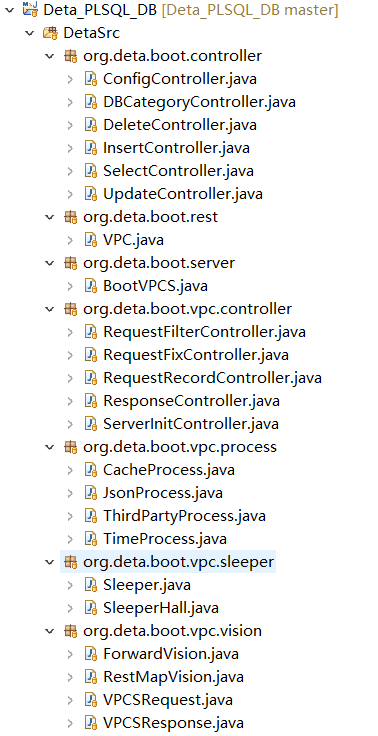 Deta_PLSQL_DB [Deta_PLSQL_DB master]
DetaSrc
org.deta.boot.controller
ConfigController.java
DBCategoryController.java
DeleteController.java
InsertController.java
SelectController.java
UpdateController.java
org.deta.boot.rest
VPC.java
org.deta.boot.server
BootVPCS.java
org.deta.boot.vpc.controller
RequestFilterController.java
RequestFixController.java
RequestRecordController.java
ResponseController.java
ServerInitController.java
org.deta.boot.vpc.process
CacheProcess.java
JsonProcess.java
ThirdPartyProcess.java
TimeProcess.java
org.deta.boot.vpc.sleeper
Sleeper.java
SleeperHall.java
org.deta.boot.vpc.vision
ForwardVision.java
RestMapVision.java
VPCSRequest.java
VPCSResponse.java